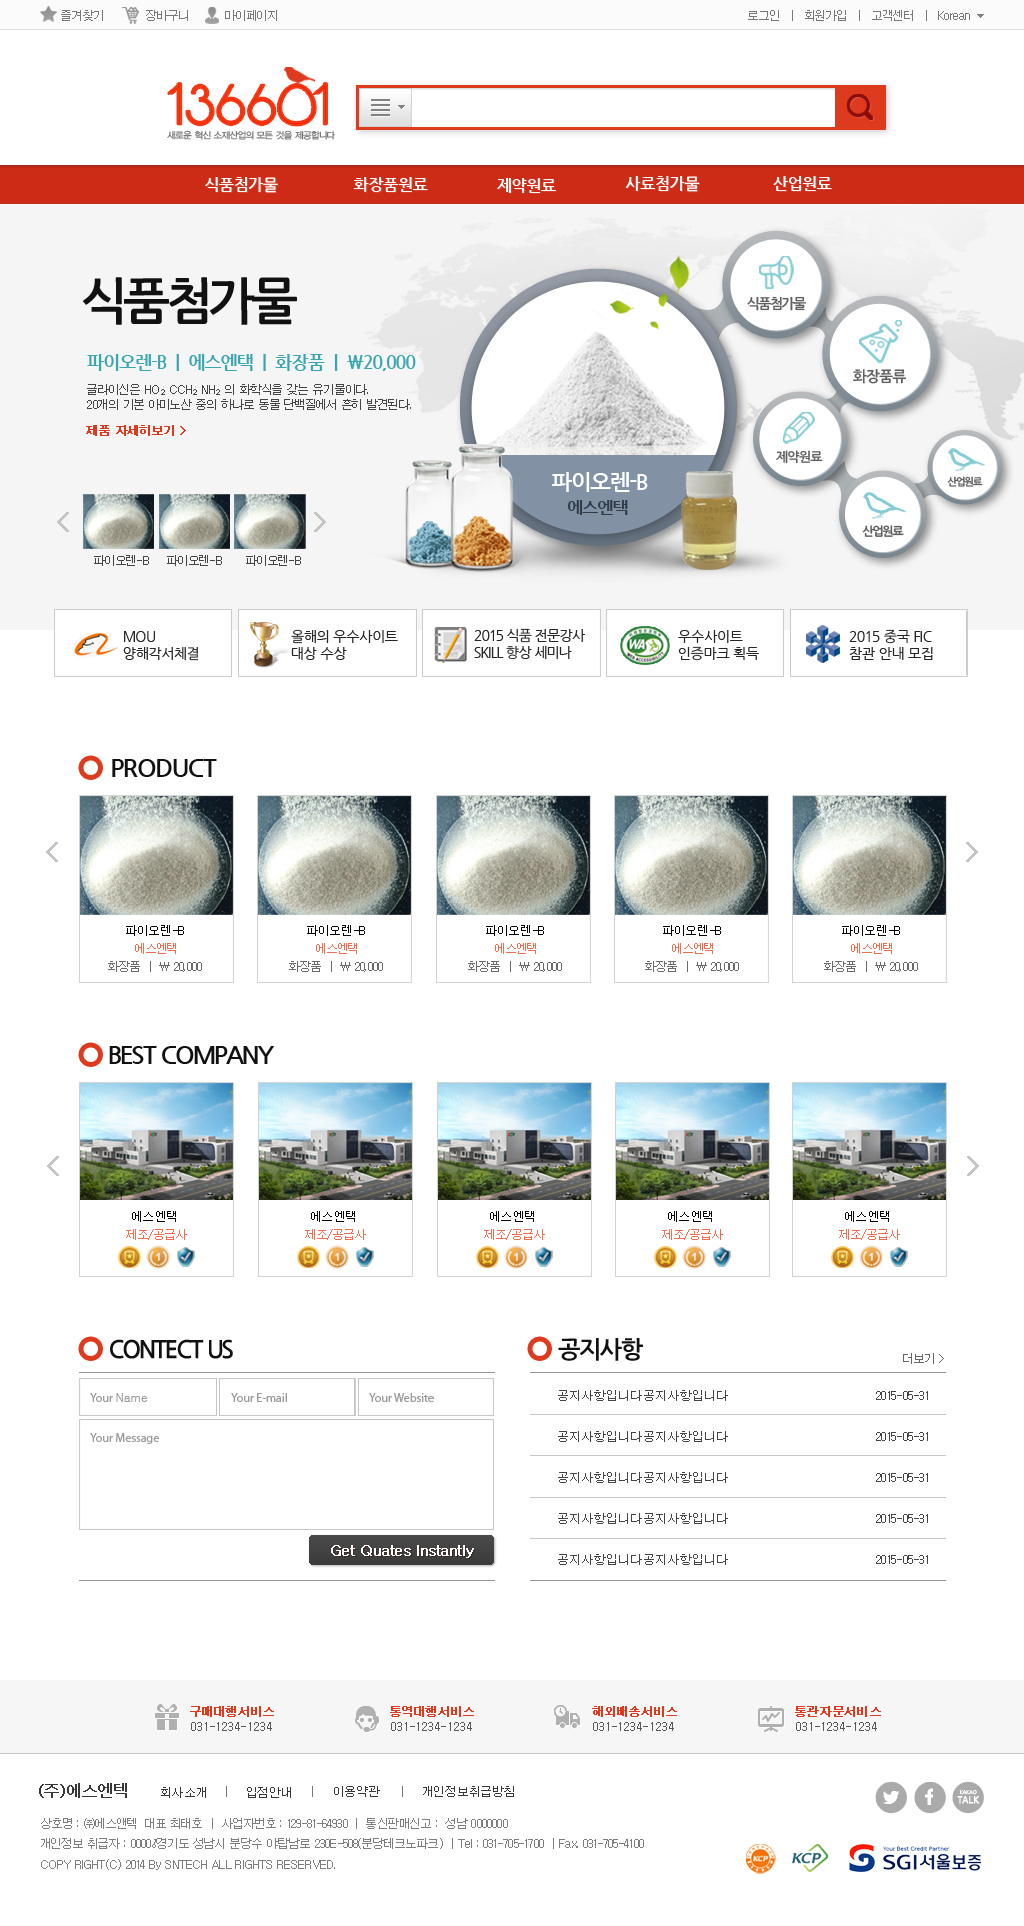 즐겨찾기 장바구니 마이페이지 로그인 | 회원가입 | 고객센터 | Korean
136601
새로운 혁신 소재산업의 모든 것을 제공합니다
식품첨가물 화장품원료 제약원료 사료첨가물 산업원료
식품첨가물
파이오렌-B | 에스엔택 | 화장품 | ₩20,000
글라이신은 HO₂ CCH₂ NH₂ 의 화학식을 갖는 유기물이다.
20개의 기본 아미노산 중의 하나로 동물 단백질에서 흔히 발견된다.
제품 자세히보기 >
파이오렌-B 파이오렌-B 파이오렌-B
파이오렌-B
에스엔택
식품첨가물
화장품류
제약원료
산업원료
산업원료
MOU
양해각서체결
올해의 우수사이트
대상 수상
2015 식품 전문강사
SKILL 향상 세미나
WA
WEB ACCESSIBILITY
우수사이트
인증마크 획득
2015 중국 FIC
참관 안내 모집
PRODUCT
파이오렌-B 파이오렌-B 파이오렌-B 파이오렌-B 파이오렌-B
에스엔택 에스엔택 에스엔택 에스엔택 에스엔택
화장품 | ₩ 20,000 화장품 | ₩ 20,000 화장품 | ₩ 20,000 화장품 | ₩ 20,000 화장품 | ₩ 20,000
BEST COMPANY
에스엔택 에스엔택 에스엔택 에스엔택 에스엔택
제조/공급사 제조/공급사 제조/공급사 제조/공급사 제조/공급사
1 1 1 1 1
CONTECT US
Your Name Your E-mail Your Website
Your Message
Get Quates Instantly
공지사항
더보기 >
공지사항입니다공지사항입니다 2015-05-31
공지사항입니다공지사항입니다 2015-05-31
공지사항입니다공지사항입니다 2015-05-31
공지사항입니다공지사항입니다 2015-05-31
공지사항입니다공지사항입니다 2015-05-31
구매대행서비스
031-1234-1234
통역대행서비스
031-1234-1234
해외배송서비스
031-1234-1234
통관자문서비스
031-1234-1234
(주)에스엔텍 회사소개 | 입점안내 | 이용약관 | 개인정보취급방침
상호명 : ㈜에스앤텍 대표 최태호 | 사업자번호 : 129-81-64930 | 통신판매신고 : 성남 0000000
개인정보 취급자 : 0000 / 경기도 성남시 분당수 야탑남로 230E-508(분당테크노파크) | Tel : 031-705-1700 | Fax. 031-705-4100
COPY RIGHT(C) 2014 By SNTECH ALL RIGHTS RESERVED.
KAKAO TALK
KCP
KCP
Your Best Credit Partner
SGI서울보증